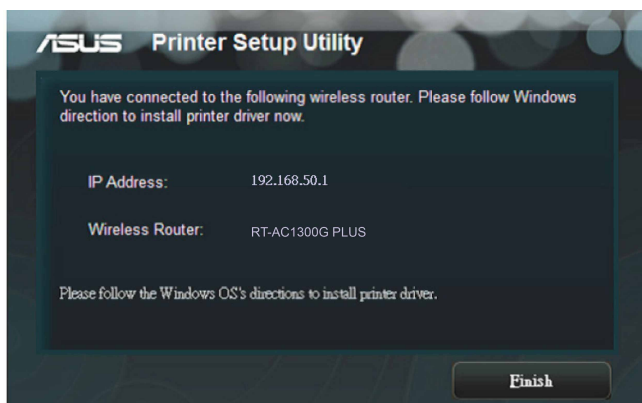 ASUS Printer Setup Utility
You have connected to the following wireless router. Please follow Windows
direction to install printer driver now.
IP Address: 192.168.50.1
Wireless Router: RT-AC1300G PLUS
Please follow the Windows OS's directions to install printer driver.
Finish